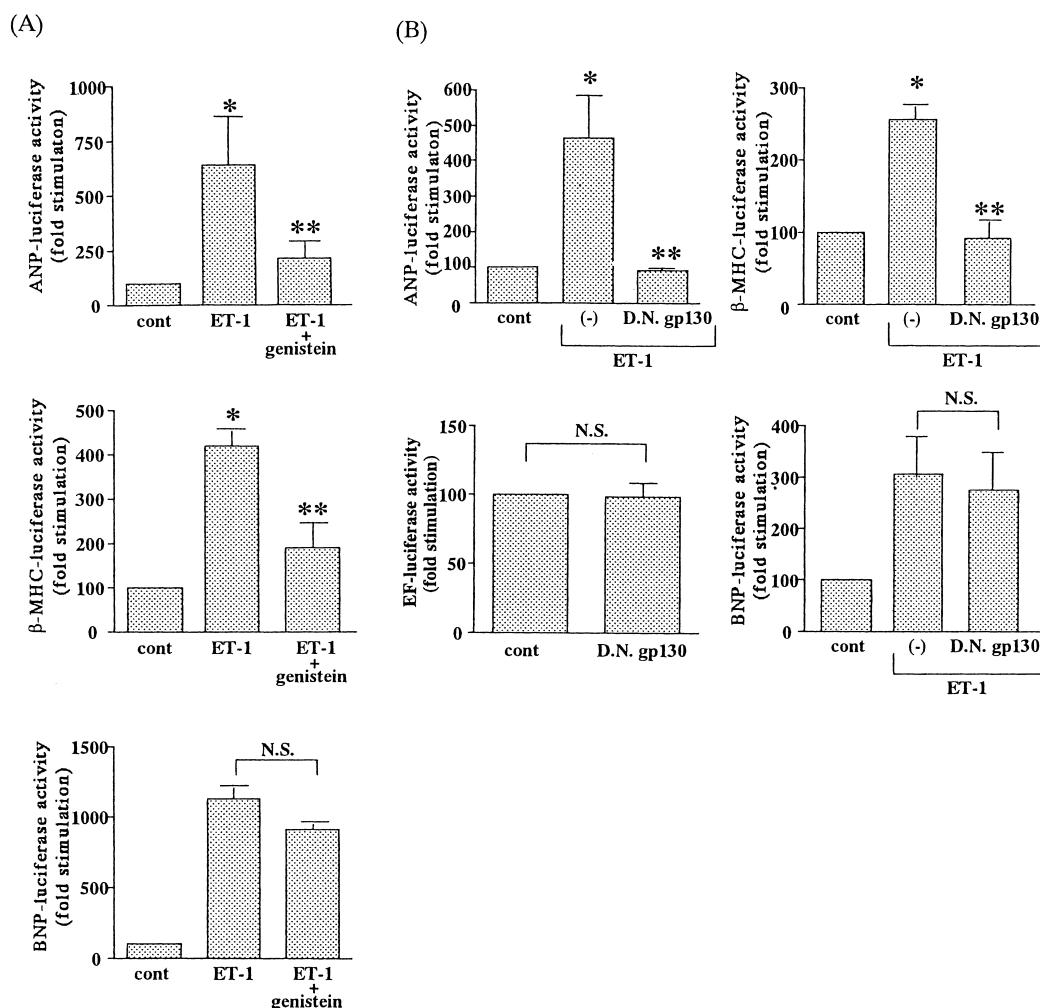 (A)
ANP-luciferase activity
(fold stimulaton)
1000
750
500
250
0
*
**
cont
ET-1
ET-1
+
genistein
β-MHC-luciferase activity
(fold stimulation)
500
400
300
200
100
0
*
**
cont
ET-1
ET-1
+
genistein
BNP-luciferase activity
(fold stimulation)
1500
1000
500
0
N.S.
cont
ET-1
ET-1
+
genistein
(B)
ANP-luciferase activity
(fold stimulaton)
600
500
400
300
200
100
0
*
**
cont
(-)
D.N. gp130
ET-1
β-MHC-luciferase activity
(fold stimulation)
300
200
100
0
*
**
cont
(-)
D.N. gp130
ET-1
EF-luciferase activity
(fold stimulation)
150
100
50
0
N.S.
cont
D.N. gp130
BNP-luciferase activity
(fold stimulation)
400
300
200
100
0
N.S.
cont
(-)
D.N. gp130
ET-1